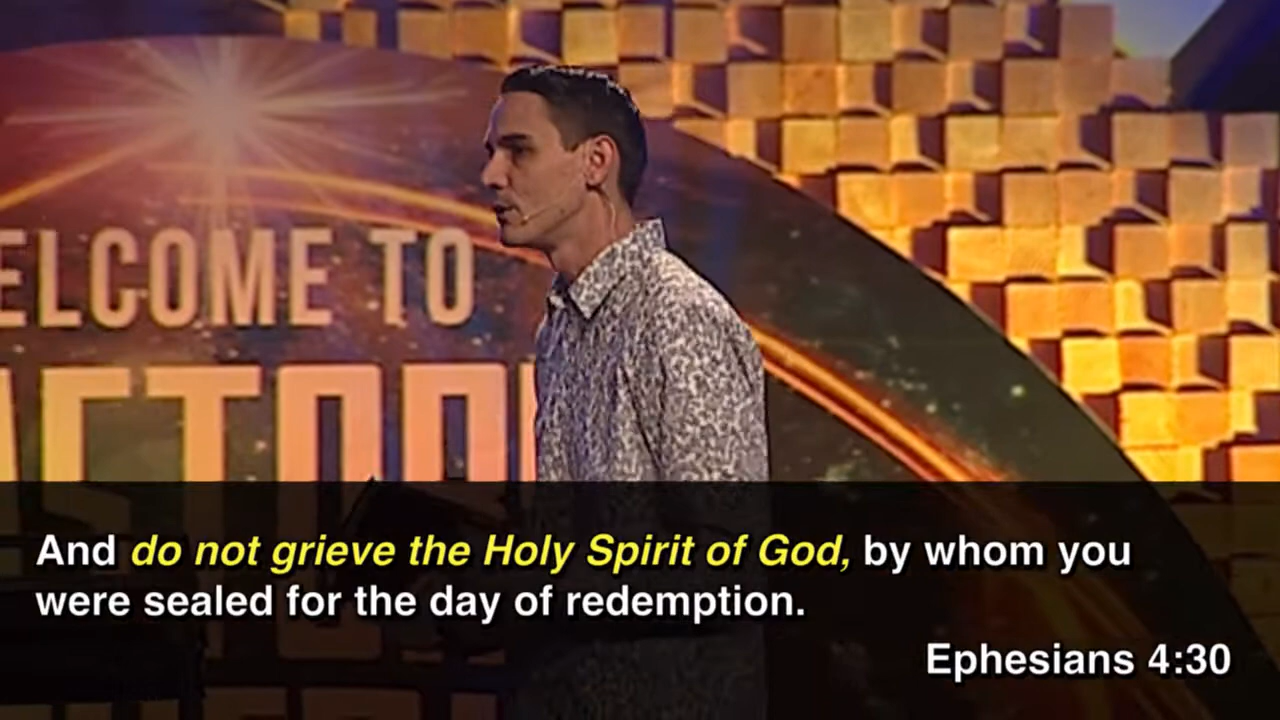 ELCOME TO
And do not grieve the Holy Spirit of God, by whom you
were sealed for the day of redemption.
Ephesians 4:30